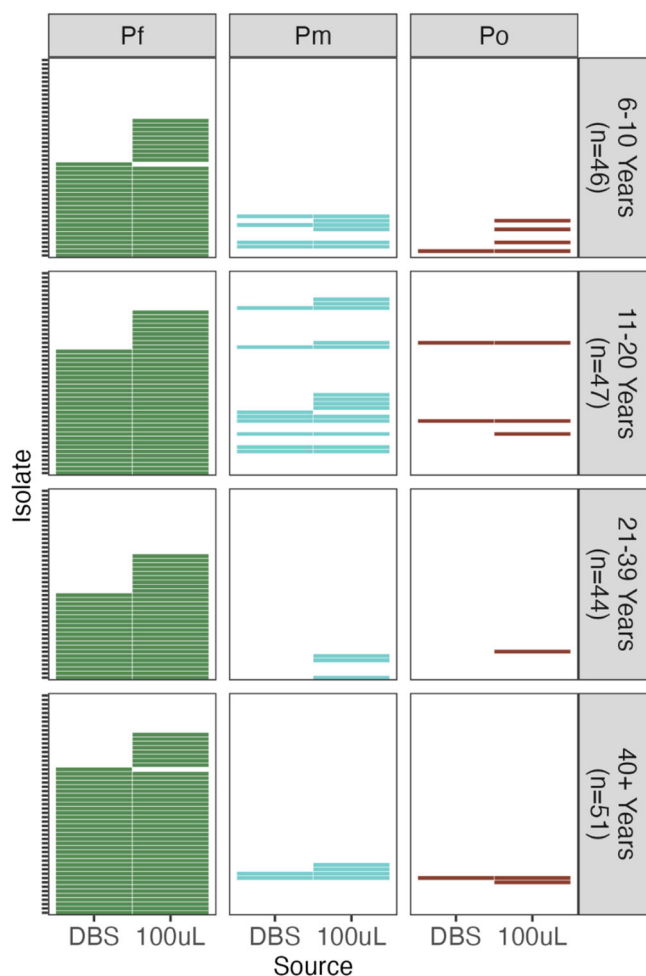 Pf
Pm
Po
6-10 Years
(n=46)
11-20 Years
(n=47)
21-39 Years
(n=44)
40+ Years
(n=51)
Isolate
DBS 100uL
DBS 100uL
DBS 100uL
Source